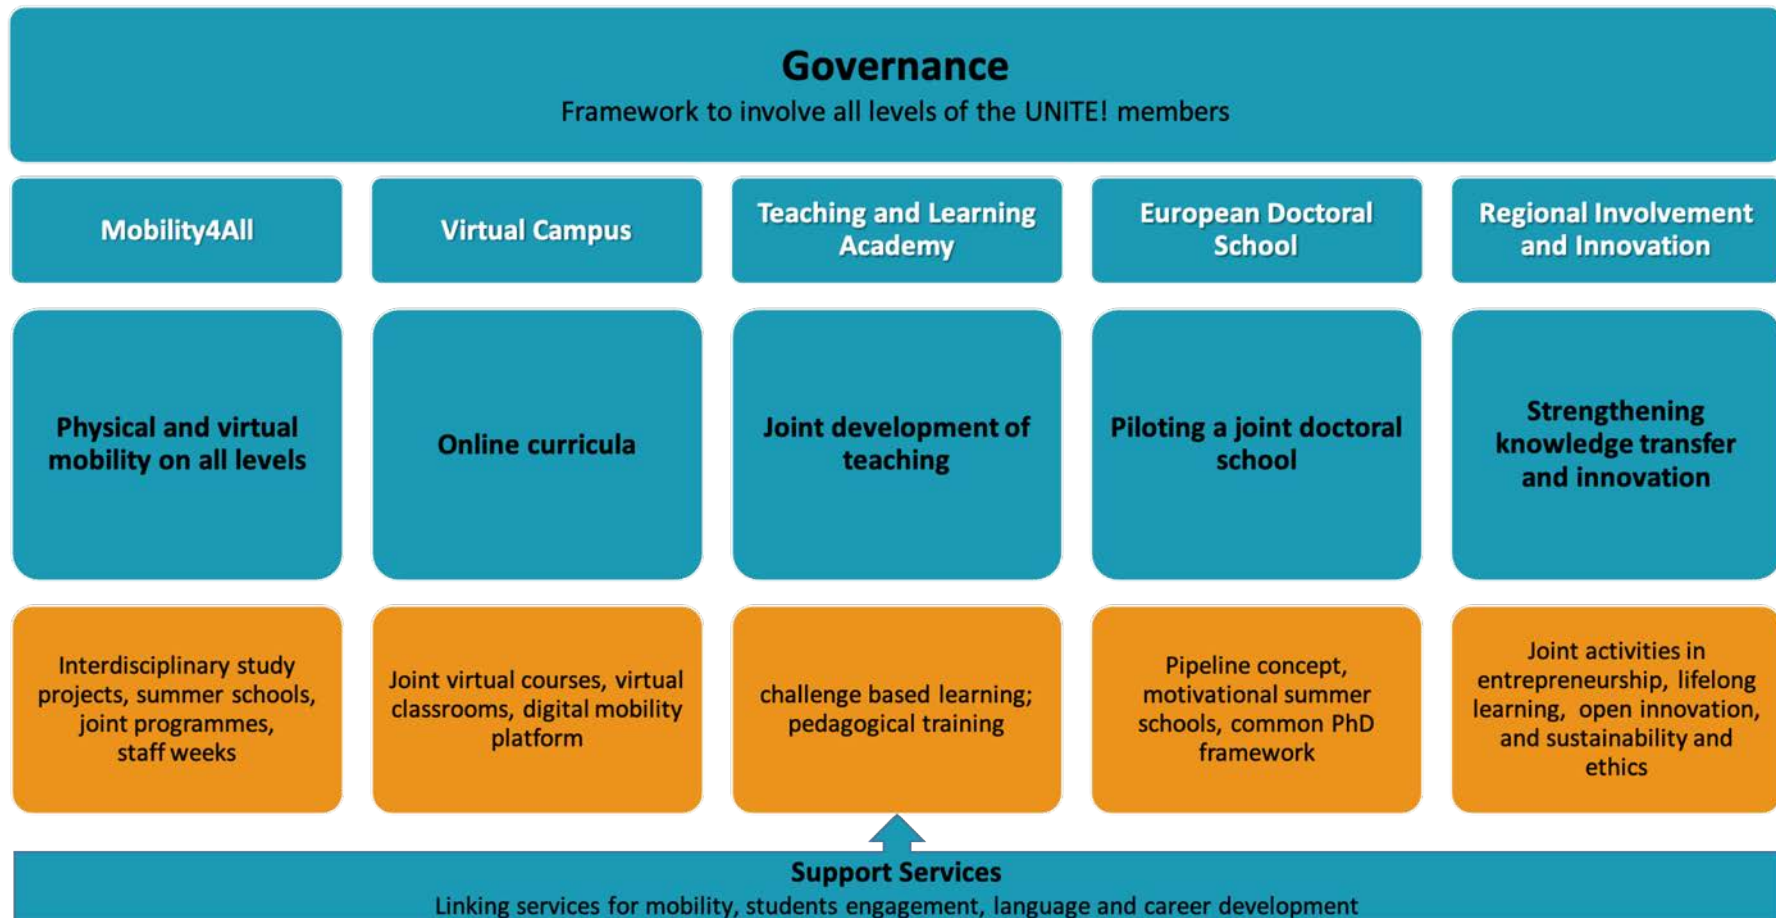 Governance
Framework to involve all levels of the UNITE! members
Mobility4All
Virtual Campus
Teaching and Learning
Academy
European Doctoral
School
Regional Involvement
and Innovation
Physical and virtual
mobility on all levels
Online curricula
Joint development of
teaching
Piloting a joint doctoral
school
Strengthening
knowledge transfer
and innovation
Interdisciplinary study
projects, summer schools,
joint programmes,
staff weeks
Joint virtual courses, virtual
classrooms, digital mobility
platform
challenge based learning;
pedagogical training
Pipeline concept,
motivational summer
schools, common PhD
framework
Joint activities in
entrepreneurship, lifelong
learning, open innovation,
and sustainability and
ethics
Support Services
Linking services for mobility, students engagement, language and career development